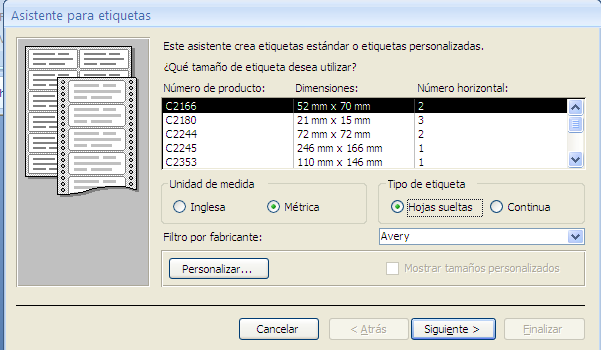 Asistente para etiquetas
Este asistente crea etiquetas estándar o etiquetas personalizadas.
¿Qué tamaño de etiqueta desea utilizar?
Número de producto: Dimensiones: Número horizontal:
C2166 52 mm x 70 mm 2
C2180 21 mm x 15 mm 3
C2244 72 mm x 72 mm 2
C2245 246 mm x 166 mm 1
C2353 110 mm x 146 mm 1
Unidad de medida Tipo de etiqueta
Inglesa Métrica Hojas sueltas Continua
Filtro por fabricante: Avery
Personalizar... Mostrar tamaños personalizados
Cancelar < Atrás Siguiente > Finalizar